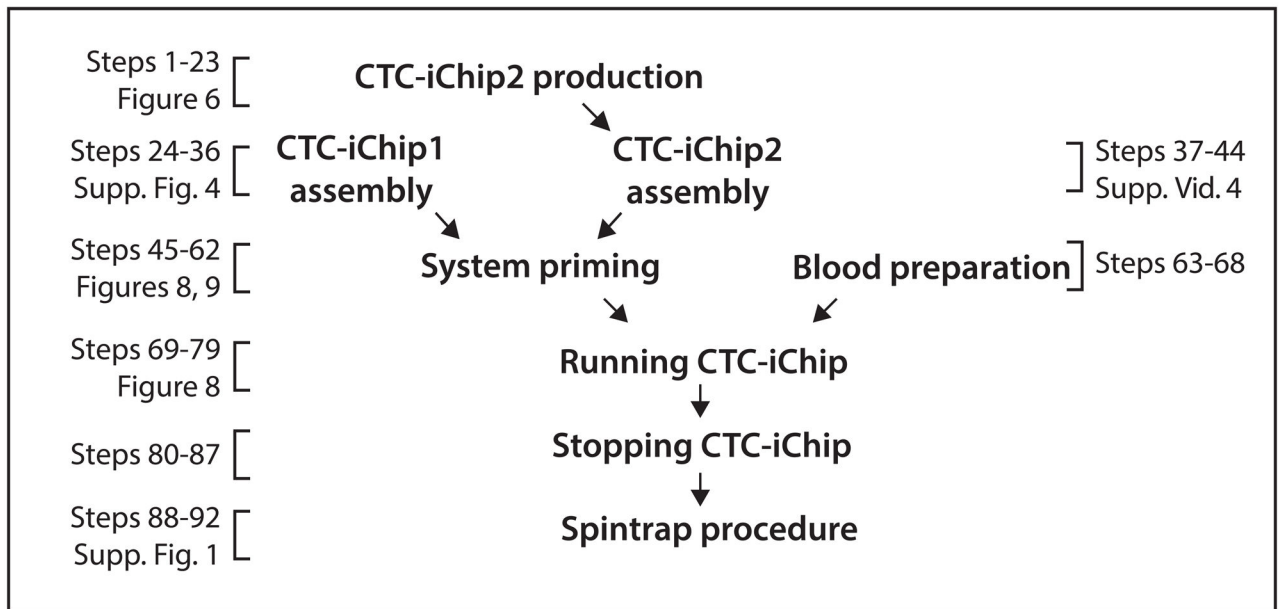 Steps 1-23
Figure 6
CTC-iChip2 production
Steps 24-36
Supp. Fig. 4
CTC-iChip1
assembly
CTC-iChip2
assembly
Steps 37-44
Supp. Vid. 4
Steps 45-62
Figures 8, 9
System priming
Blood preparation
Steps 63-68
Steps 69-79
Figure 8
Running CTC-iChip
Steps 80-87
Stopping CTC-iChip
Steps 88-92
Supp. Fig. 1
Spintrap procedure